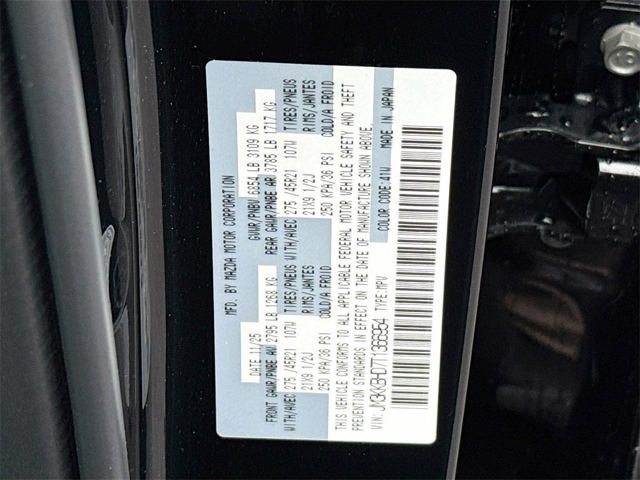 MFD. BY MAZDA MOTOR CORPORATION
DATE 11/25 GVWR/PNBV 6854 LB 3109 KG
FRONT GAWR/PNBE AV 2795 LB 1268 KG REAR GAWR/PNBE AR 3785 LB 1717 KG
WITH/AVEC 275 /45R21 107W TIRES/PNEUS WITH/AVEC 275 /45R21 107W TIRES/PNEUS
21X9 1/2J RIMS/JANTES 21X9 1/2J RIMS/JANTES
250 KPA/36 PSI COLD/A FROID 250 KPA/36 PSI COLD/A FROID
THIS VEHICLE CONFORMS TO ALL APPLICABLE FEDERAL MOTOR VEHICLE SAFETY AND THEFT
PREVENTION STANDARDS IN EFFECT ON THE DATE OF MANUFACTURE SHOWN ABOVE
VIN: TYPE:MPV COLOR CODE:41W MADE IN JAPAN